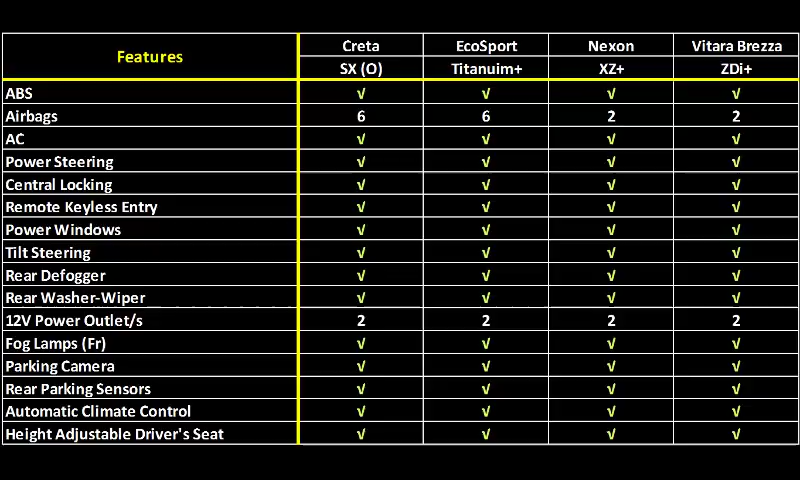 Features Creta EcoSport Nexon Vitara Brezza
SX (O) Titanuim+ XZ+ ZDi+
ABS √ √ √ √
Airbags 6 6 2 2
AC √ √ √ √
Power Steering √ √ √ √
Central Locking √ √ √ √
Remote Keyless Entry √ √ √ √
Power Windows √ √ √ √
Tilt Steering √ √ √ √
Rear Defogger √ √ √ √
Rear Washer-Wiper √ √ √ √
12V Power Outlet/s 2 2 2 2
Fog Lamps (Fr) √ √ √ √
Parking Camera √ √ √ √
Rear Parking Sensors √ √ √ √
Automatic Climate Control √ √ √ √
Height Adjustable Driver's Seat √ √ √ √